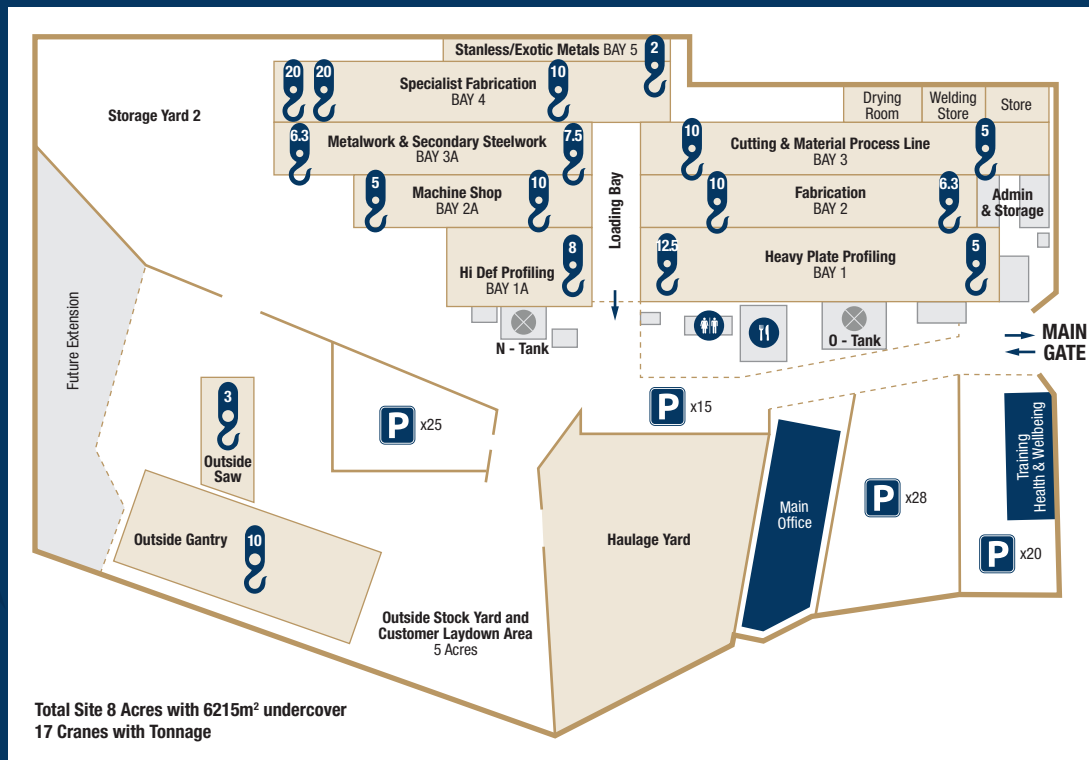 Stanless/Exotic Metals BAY 5
2
20
20
Specialist Fabrication
BAY 4
10
Storage Yard 2
Drying
Room
Welding
Store
Store
6.3
Metalwork & Secondary Steelwork
BAY 3A
7.5
10
Cutting & Material Process Line
BAY 3
5
5
Machine Shop
BAY 2A
10
Loading Bay
10
Fabrication
BAY 2
6.3
Admin
& Storage
Hi Def Profiling
BAY 1A
8
12.5
Heavy Plate Profiling
BAY 1
5
N - Tank
O - Tank
MAIN
GATE
Future Extension
P x25
P x15
3
Outside
Saw
Outside Gantry
10
Haulage Yard
Main
Office
P x28
Training
Health & Wellbeing
P x20
Outside Stock Yard and
Customer Laydown Area
5 Acres
Total Site 8 Acres with 6215m² undercover
17 Cranes with Tonnage